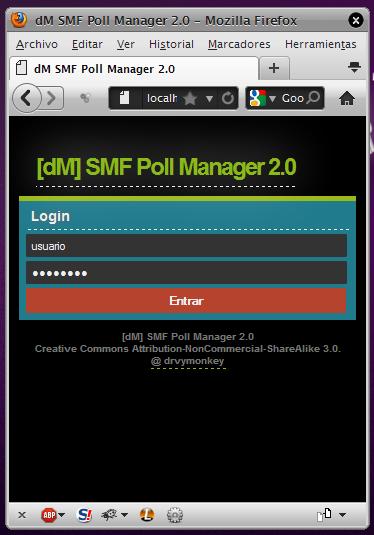 dM SMF Poll Manager 2.0 - Mozilla Firefox
Archivo Editar Ver Historial Marcadores Herramientas
dM SMF Poll Manager 2.0
localh Goo
[dM] SMF Poll Manager 2.0
Login
usuario
Entrar
[dM] SMF Poll Manager 2.0
Creative Commons Attribution-NonCommercial-ShareAlike 3.0.
@ drvymonkey
ABP S!